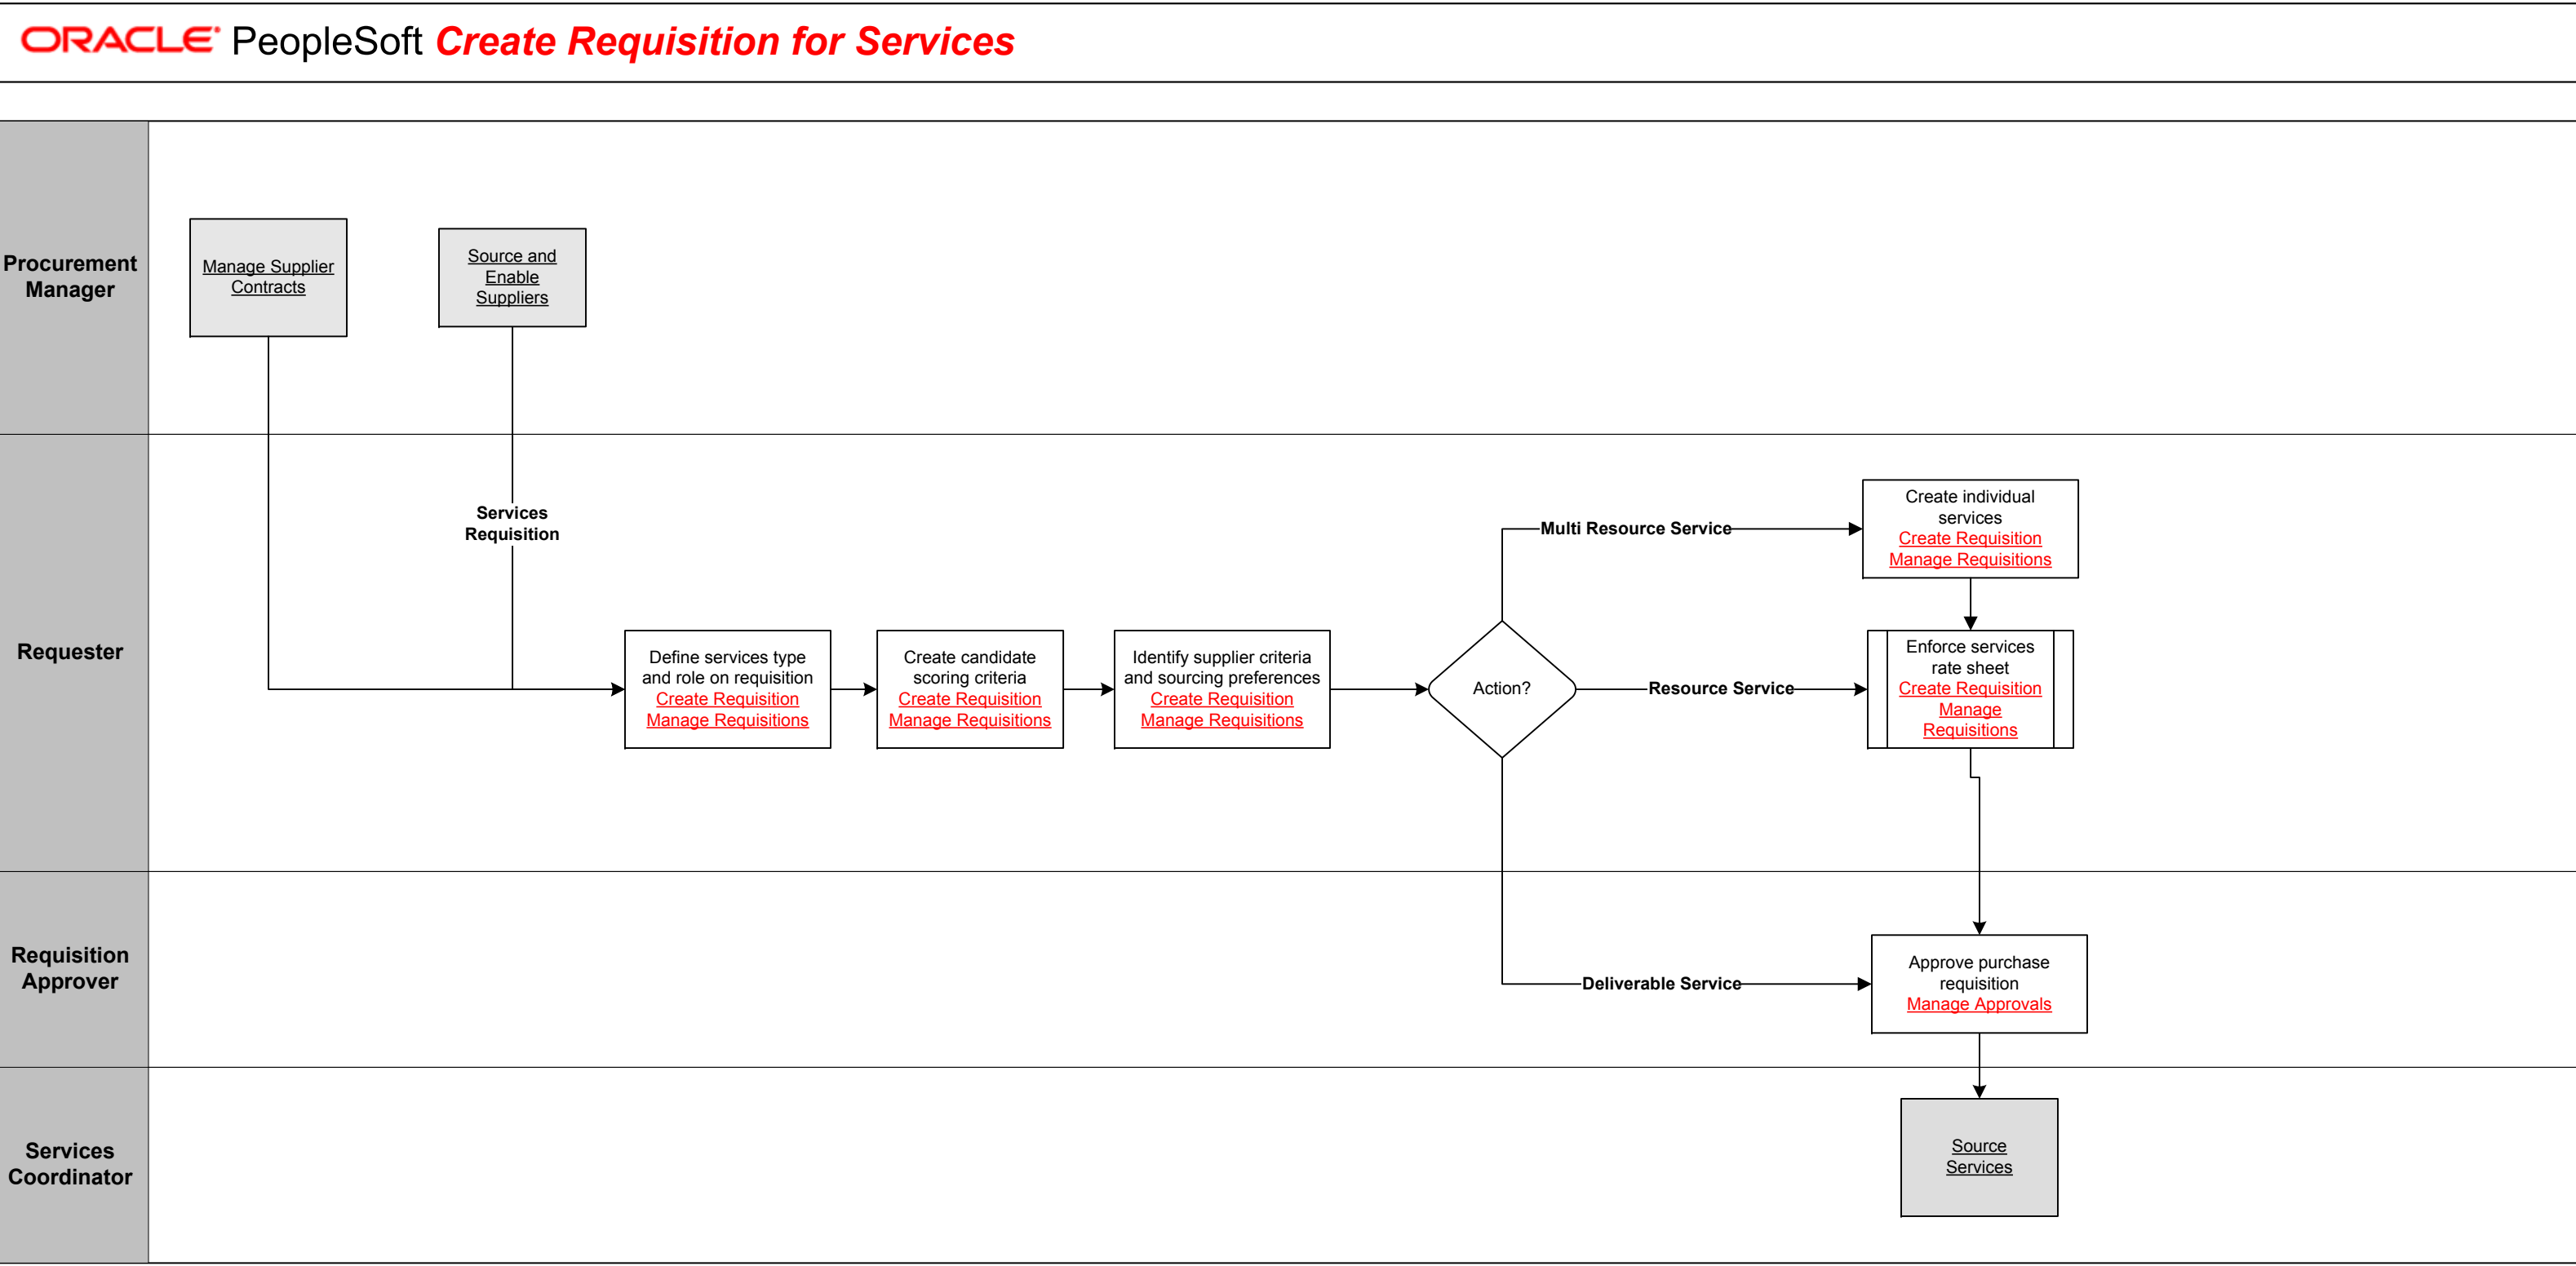 ORACLE PeopleSoft Create Requisition for Services
Procurement
Manager
Manage Supplier
Contracts
Source and
Enable
Suppliers
Requester
Services
Requisition
Define services type
and role on requisition
Create Requisition
Manage Requisitions
Create candidate
scoring criteria
Create Requisition
Manage Requisitions
Identify supplier criteria
and sourcing preferences
Create Requisition
Manage Requisitions
Action?
Multi Resource Service
Create individual
services
Create Requisition
Manage Requisitions
Resource Service
Enforce services
rate sheet
Create Requisition
Manage
Requisitions
Requisition
Approver
Deliverable Service
Approve purchase
requisition
Manage Approvals
Services
Coordinator
Source
Services